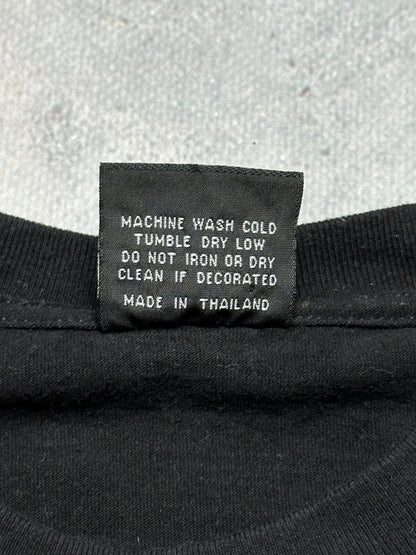 MACHINE WASH COLD
TUMBLE DRY LOW
DO NOT IRON OR DRY
CLEAN IF DECORATED
MADE IN THAILAND